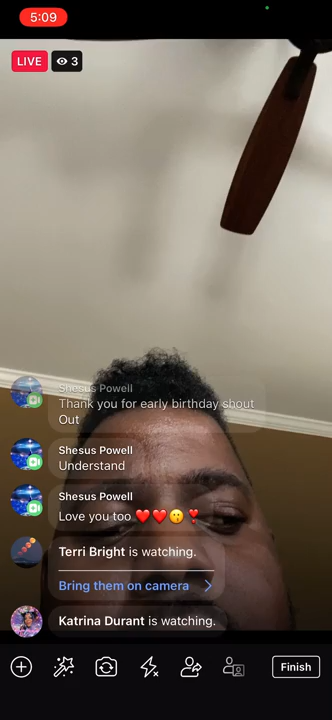 5:09
LIVE 3
Shesus Powell
Thank you for early birthday shout
Out
Shesus Powell
Understand
Shesus Powell
Love you too ❤️❤️😗❣️
Terri Bright is watching.
Bring them on camera
Katrina Durant is watching.
Finish